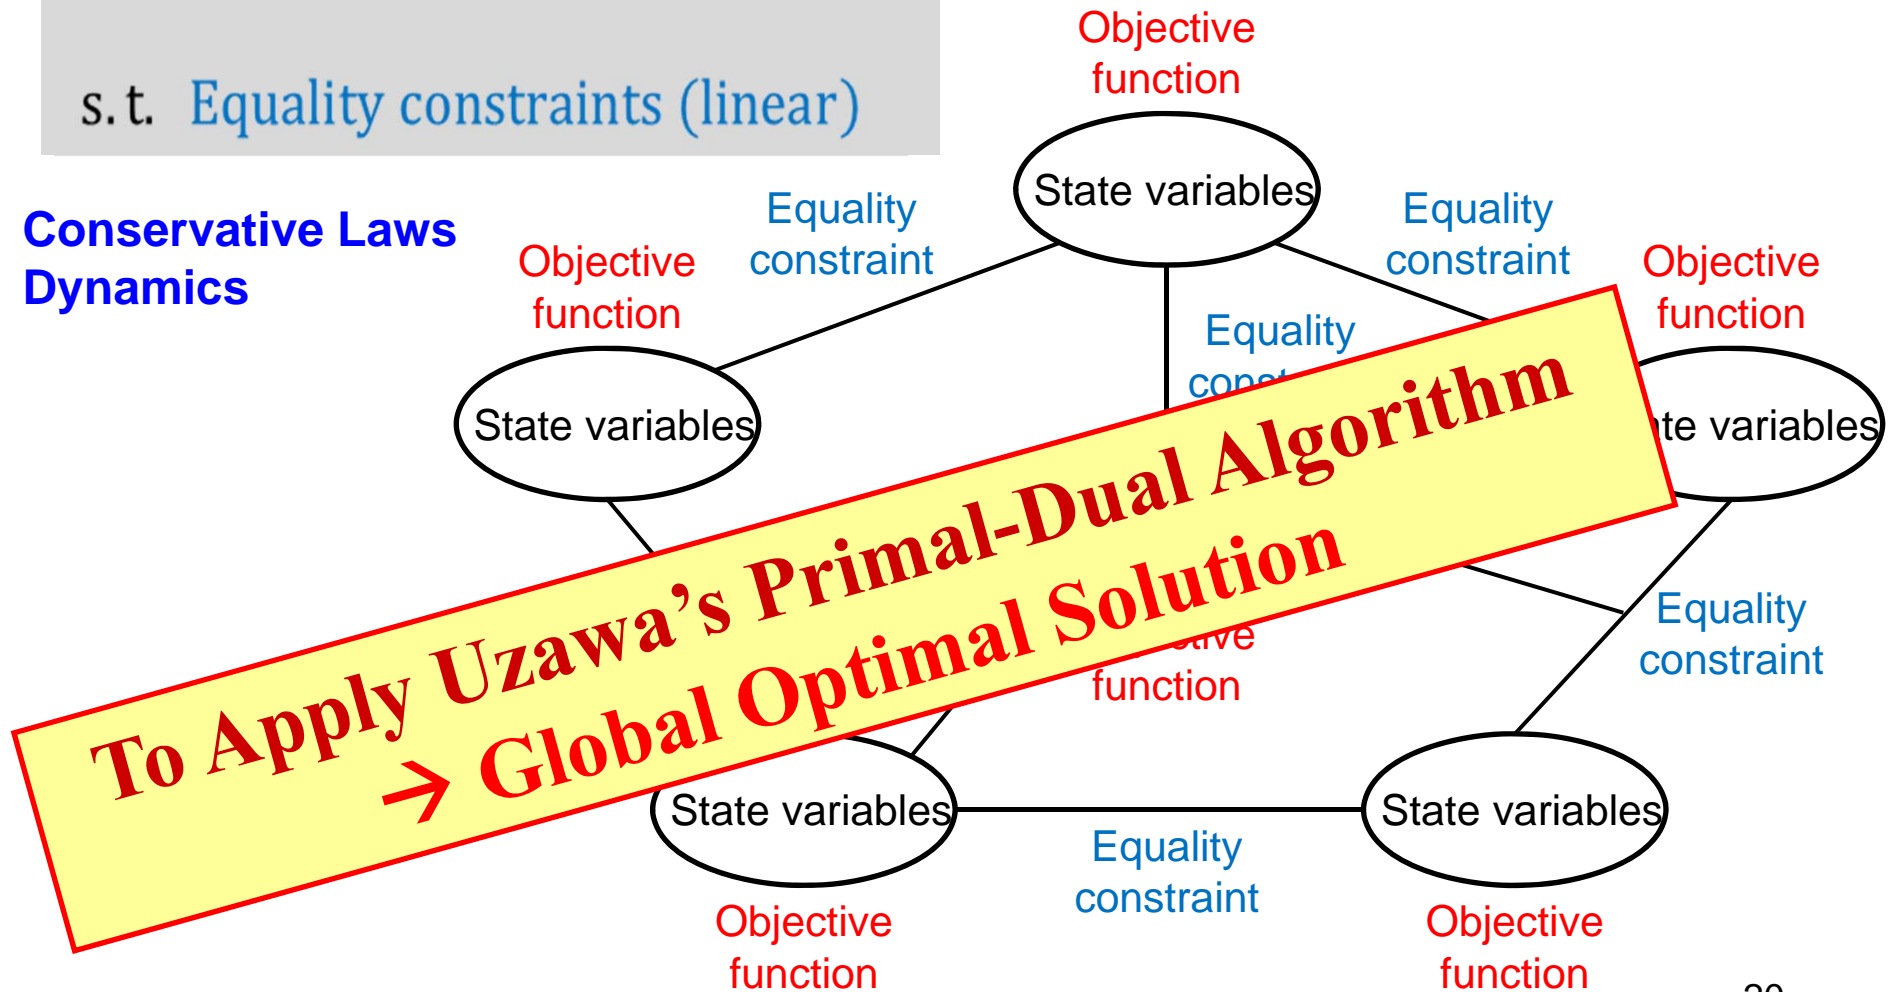 Objective
function
s.t. Equality constraints (linear)
State variables
Equality
constraint
Equality
constraint
Conservative Laws
Dynamics
Objective
function
Objective
function
Equality
State variables
variables
To Apply Uzawa’s Primal-Dual Algorithm
→ Global Optimal Solution
function
Equality
constraint
State variables
State variables
Equality
constraint
Objective
function
Objective
function